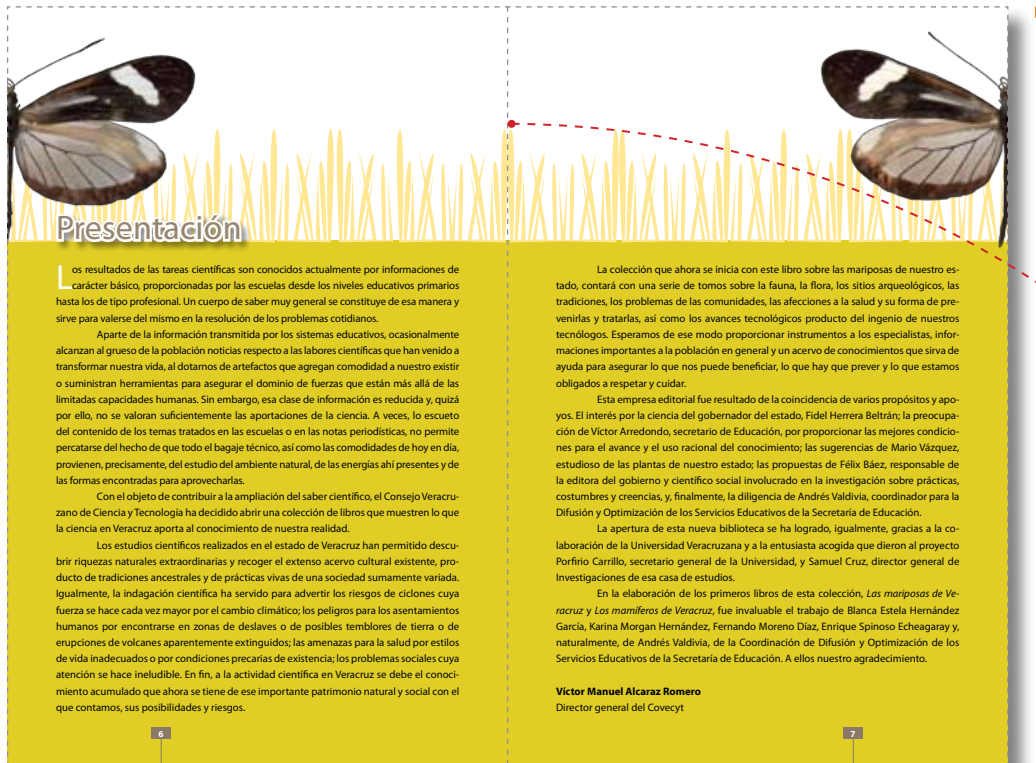 Presentación
Los resultados de las tareas científicas son conocidos actualmente por informaciones de
carácter básico, proporcionadas por las escuelas desde los niveles educativos primarios
hasta los de tipo profesional. Un cuerpo de saber muy general se constituye de esa manera y
sirve para valerse del mismo en la resolución de los problemas cotidianos.
Aparte de la información transmitida por los sistemas educativos, ocasionalmente
alcanzan al grueso de la población noticias respecto a las labores científicas que han venido a
transformar nuestra vida, al dotarnos de artefactos que agregan comodidad a nuestro existir
o suministran herramientas para asegurar el dominio de fuerzas que están más allá de las
limitadas capacidades humanas. Sin embargo, esa clase de información es reducida y, quizá
por ello, no se valoran suficientemente las aportaciones de la ciencia. A veces, lo escueto
del contenido de los temas tratados en las escuelas o en las notas periodísticas, no permite
percatarse del hecho de que todo el bagaje técnico, así como las comodidades de hoy en día,
provienen, precisamente, del estudio del ambiente natural, de las energías ahí presentes y de
las formas encontradas para aprovecharlas.
Con el objeto de contribuir a la ampliación del saber científico, el Consejo Veracru-
zano de Ciencia y Tecnología ha decidido abrir una colección de libros que muestren lo que
la ciencia en Veracruz aporta al conocimiento de nuestra realidad.
Los estudios científicos realizados en el estado de Veracruz han permitido descu-
brir riquezas naturales extraordinarias y recoger el extenso acervo cultural existente, pro-
ducto de tradiciones ancestrales y de prácticas vivas de una sociedad sumamente variada.
Igualmente, la indagación científica ha servido para advertir los riesgos de ciclones cuya
fuerza se hace cada vez mayor por el cambio climático; los peligros para los asentamientos
humanos por encontrarse en zonas de deslaves o de posibles temblores de tierra o de
erupciones de volcanes aparentemente extinguidos; las amenazas para la salud por estilos
de vida inadecuados o por condiciones precarias de existencia; los problemas sociales cuya
atención se hace ineludible. En fin, a la actividad científica en Veracruz se debe el conoci-
miento acumulado que ahora se tiene de ese importante patrimonio natural y social con el
que contamos, sus posibilidades y riesgos.
6
La colección que ahora se inicia con este libro sobre las mariposas de nuestro es-
tado, contará con una serie de tomos sobre la fauna, la flora, los sitios arqueológicos, las
tradiciones, los problemas de las comunidades, las afecciones a la salud y su forma de pre-
venirlas y tratarlas, así como los avances tecnológicos producto del ingenio de nuestros
tecnólogos. Esperamos de ese modo proporcionar instrumentos a los especialistas, infor-
maciones importantes a la población en general y un acervo de conocimientos que sirva de
ayuda para asegurar lo que nos puede beneficiar, lo que hay que prever y lo que estamos
obligados a respetar y cuidar.
Esta empresa editorial fue resultado de la coincidencia de varios propósitos y apo-
yos. El interés por la ciencia del gobernador del estado, Fidel Herrera Beltrán; la preocupa-
ción de Víctor Arredondo, secretario de Educación, por proporcionar las mejores condicio-
nes para el avance y el uso racional del conocimiento; las sugerencias de Mario Vázquez,
estudioso de las plantas de nuestro estado; las propuestas de Félix Báez, responsable de
la editora del gobierno y científico social involucrado en la investigación sobre prácticas,
costumbres y creencias, y, finalmente, la diligencia de Andrés Valdivia, coordinador para la
Difusión y Optimización de los Servicios Educativos de la Secretaría de Educación.
La apertura de esta nueva biblioteca se ha logrado, igualmente, gracias a la co-
laboración de la Universidad Veracruzana y a la entusiasta acogida que dieron al proyecto
Porfirio Carrillo, secretario general de la Universidad, y Samuel Cruz, director general de
Investigaciones de esa casa de estudios.
En la elaboración de los primeros libros de esta colección, Las mariposas de Ve-
racruz y Los mamíferos de Veracruz, fue invaluable el trabajo de Blanca Estela Hernández
García, Karina Morgan Hernández, Fernando Moreno Díaz, Enrique Spinoso Echeagaray y,
naturalmente, de Andrés Valdivia, de la Coordinación de Difusión y Optimización de los
Servicios Educativos de la Secretaría de Educación. A ellos nuestro agradecimiento.
Víctor Manuel Alcaraz Romero
Director general del Covecyt
7